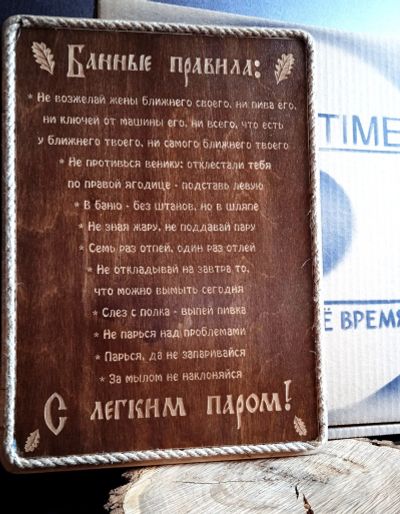 Банные правила:
* Не возжелай жены ближнего своего, ни пива его,
ни ключей от машины его, ни всего, что есть
у ближнего твоего, ни самого ближнего твоего
* Не противься венику: отхлестали тебя
по правой ягодице - подставь левую
* В баню - без штанов, но в шляпе
* Не зная жару, не поддавай пару
* Семь раз отпей, один раз отлей
* Не откладывай на завтра то,
что можно вымыть сегодня
* Слез с полка - выпей пивка
* Не парься над проблемами
* Парься, да не запаривайся
* За мылом не наклоняйся
С легким паром!
TIME
Ё ВРЕМЯ